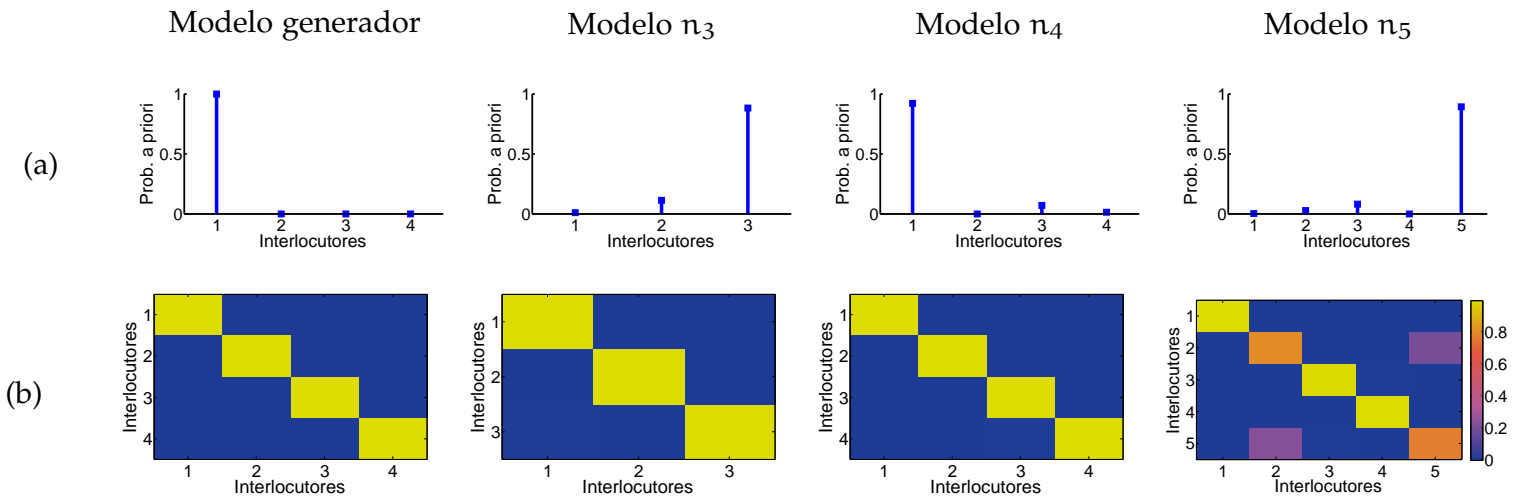 Modelo generador
Modelo n3
Modelo n4
Modelo n5
(a)
Prob. a priori
1
0.5
0
1 2 3 4
Interlocutores
Prob. a priori
1
0.5
0
1 2 3
Interlocutores
Prob. a priori
1
0.5
0
1 2 3 4
Interlocutores
Prob. a priori
1
0.5
0
1 2 3 4 5
Interlocutores
(b)
Interlocutores
1
2
3
4
1 2 3 4
Interlocutores
Interlocutores
1
2
3
1 2 3
Interlocutores
Interlocutores
1
2
3
4
1 2 3 4
Interlocutores
Interlocutores
1
2
3
4
5
1 2 3 4 5
Interlocutores
0.8
0.6
0.4
0.2
0